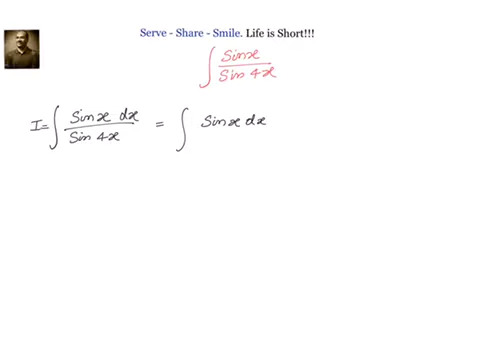 Serve - Share - Smile. Life is Short!!!
∫ Sinx / Sin 4x
I = ∫ Sinx dx / Sin 4x = ∫ Sinx dx